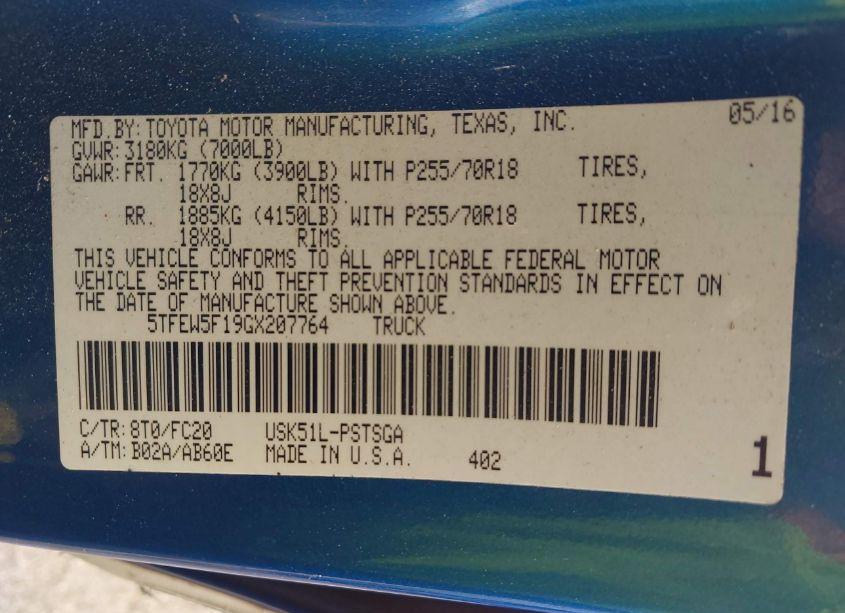 MFD.BY:TOYOTA MOTOR MANUFACTURING, TEXAS, INC. 05/16
GVWR:3180KG (7000LB)
GAWR:FRT. 1770KG (3900LB) WITH P255/70R18 TIRES,
18X8J RIMS.
RR. 1885KG (4150LB) WITH P255/70R18 TIRES,
18X8J RIMS.
THIS VEHICLE CONFORMS TO ALL APPLICABLE FEDERAL MOTOR
VEHICLE SAFETY AND THEFT PREVENTION STANDARDS IN EFFECT ON
THE DATE OF MANUFACTURE SHOWN ABOVE.
5TFEW5F19GX207764 TRUCK
C/TR:8T0/FC20 USK51L-PSTSGA
A/TM:B02A/AB60E MADE IN U.S.A. 402 1